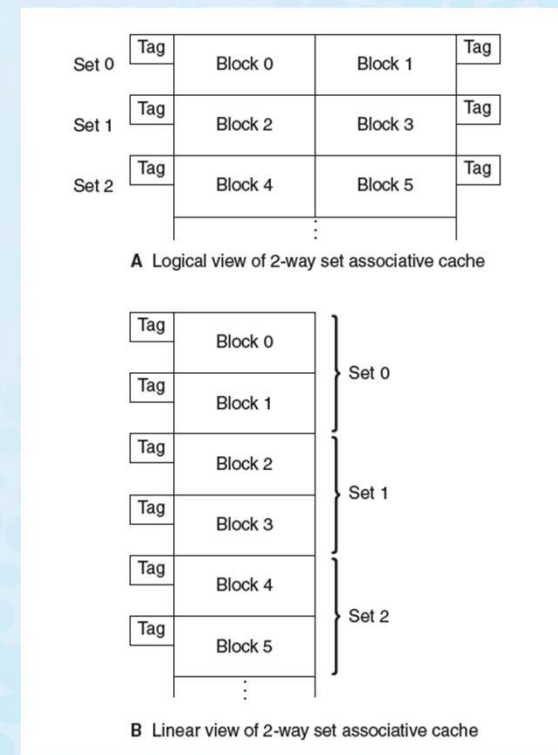 Tag Tag
Set 0 Block 0 Block 1
Tag Tag
Set 1 Block 2 Block 3
Tag Tag
Set 2 Block 4 Block 5
A Logical view of 2-way set associative cache
Tag
Block 0
Set 0
Tag
Block 1
Tag
Block 2
Set 1
Tag
Block 3
Tag
Block 4
Set 2
Tag
Block 5
B Linear view of 2-way set associative cache